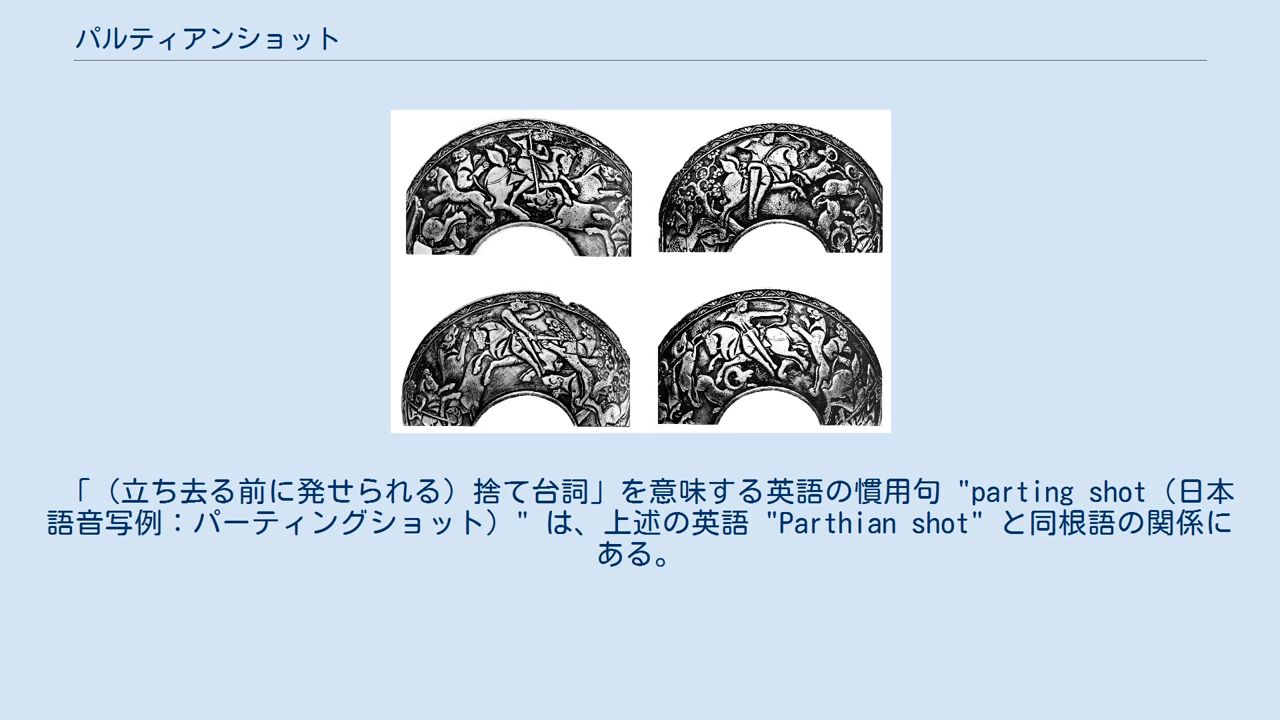 パルティアンショット
「（立ち去る前に発せられる）捨て台詞」を意味する英語の慣用句 "parting shot（日本
語音写例：パーティングショット）" は、上述の英語 "Parthian shot" と同根語の関係に
ある。